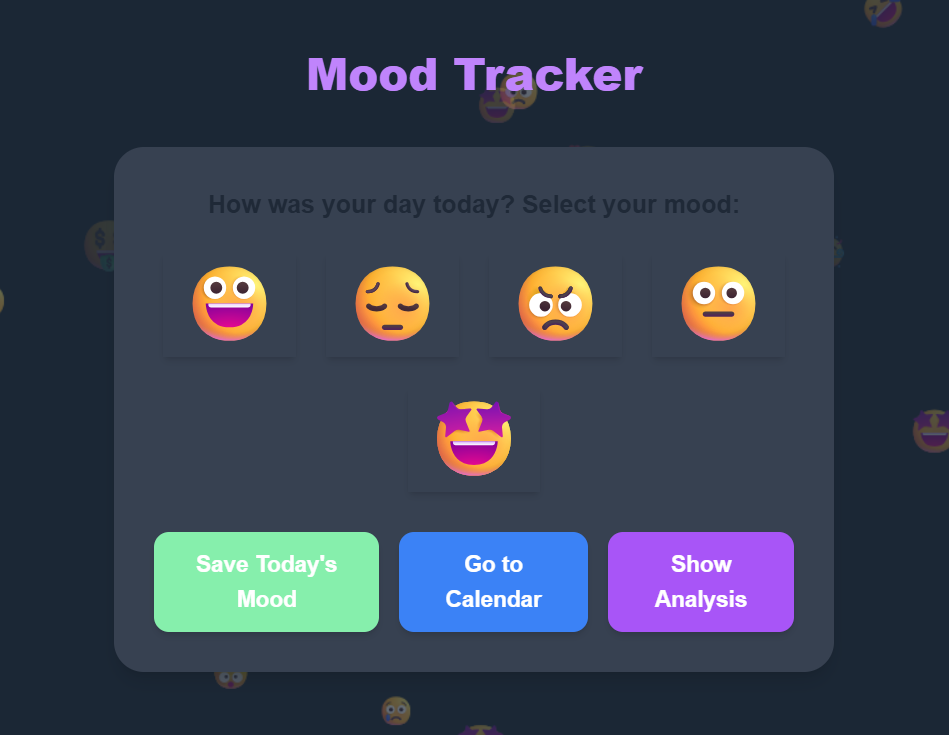 Mood Tracker
How was your day today? Select your mood:
Save Today's
Mood
Go to
Calendar
Show
Analysis